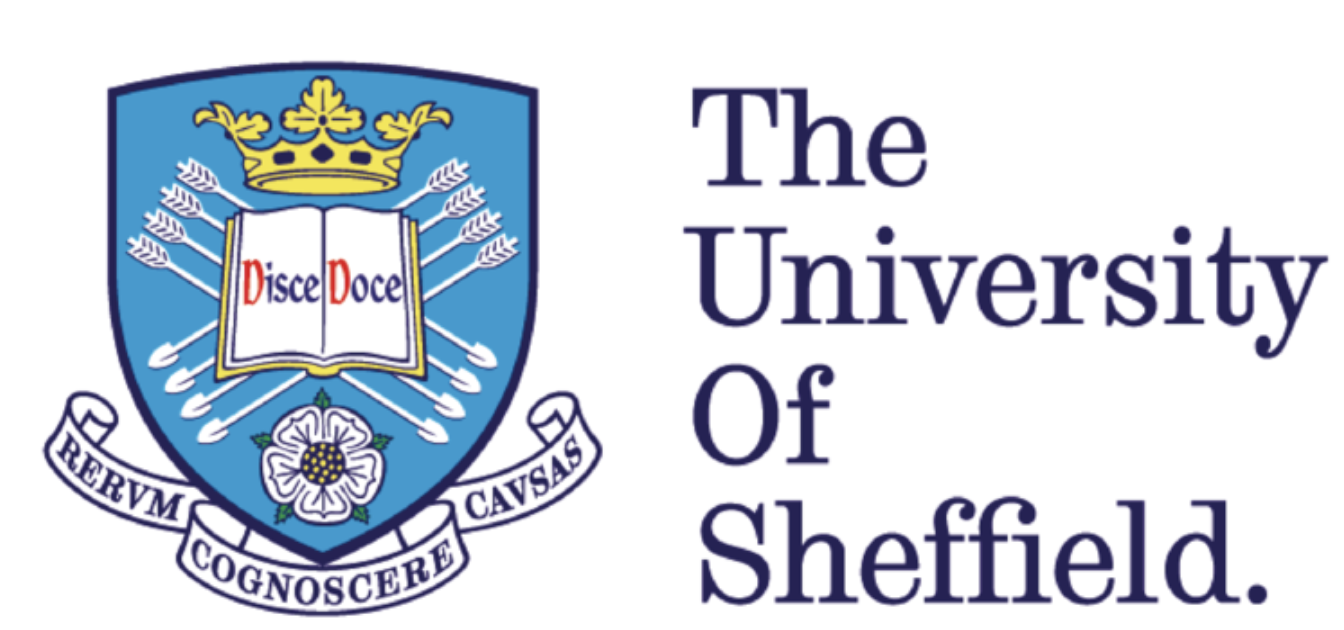 Disce Doce
RERVM
COGNOSCERE
CAVSAS
The
University
Of
Sheffield.